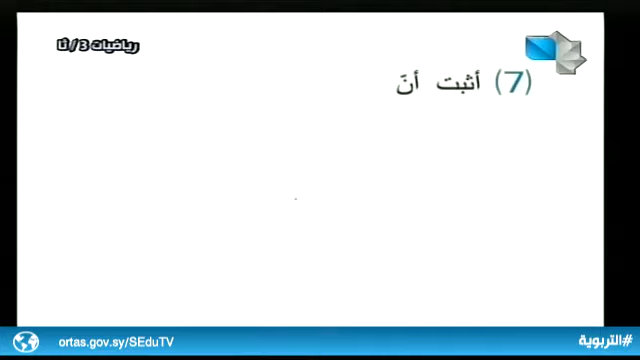 رياضيات 3/ثا
(7) أثبت أنّ
ortas.gov.sy/SEduTV
#التربوية